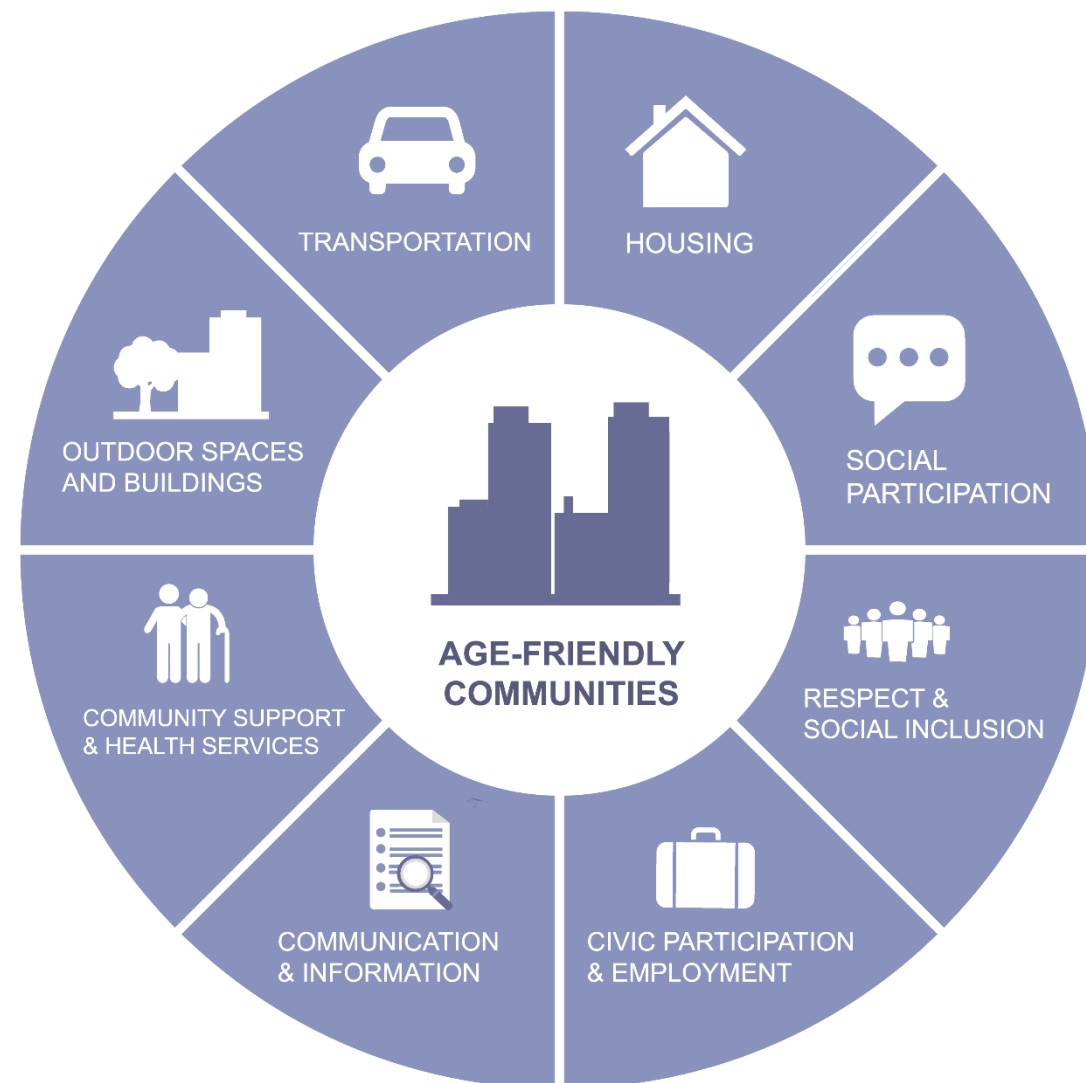 TRANSPORTATION
HOUSING
SOCIAL
PARTICIPATION
RESPECT &
SOCIAL INCLUSION
CIVIC PARTICIPATION
& EMPLOYMENT
COMMUNICATION
& INFORMATION
COMMUNITY SUPPORT
& HEALTH SERVICES
OUTDOOR SPACES
AND BUILDINGS
AGE-FRIENDLY
COMMUNITIES